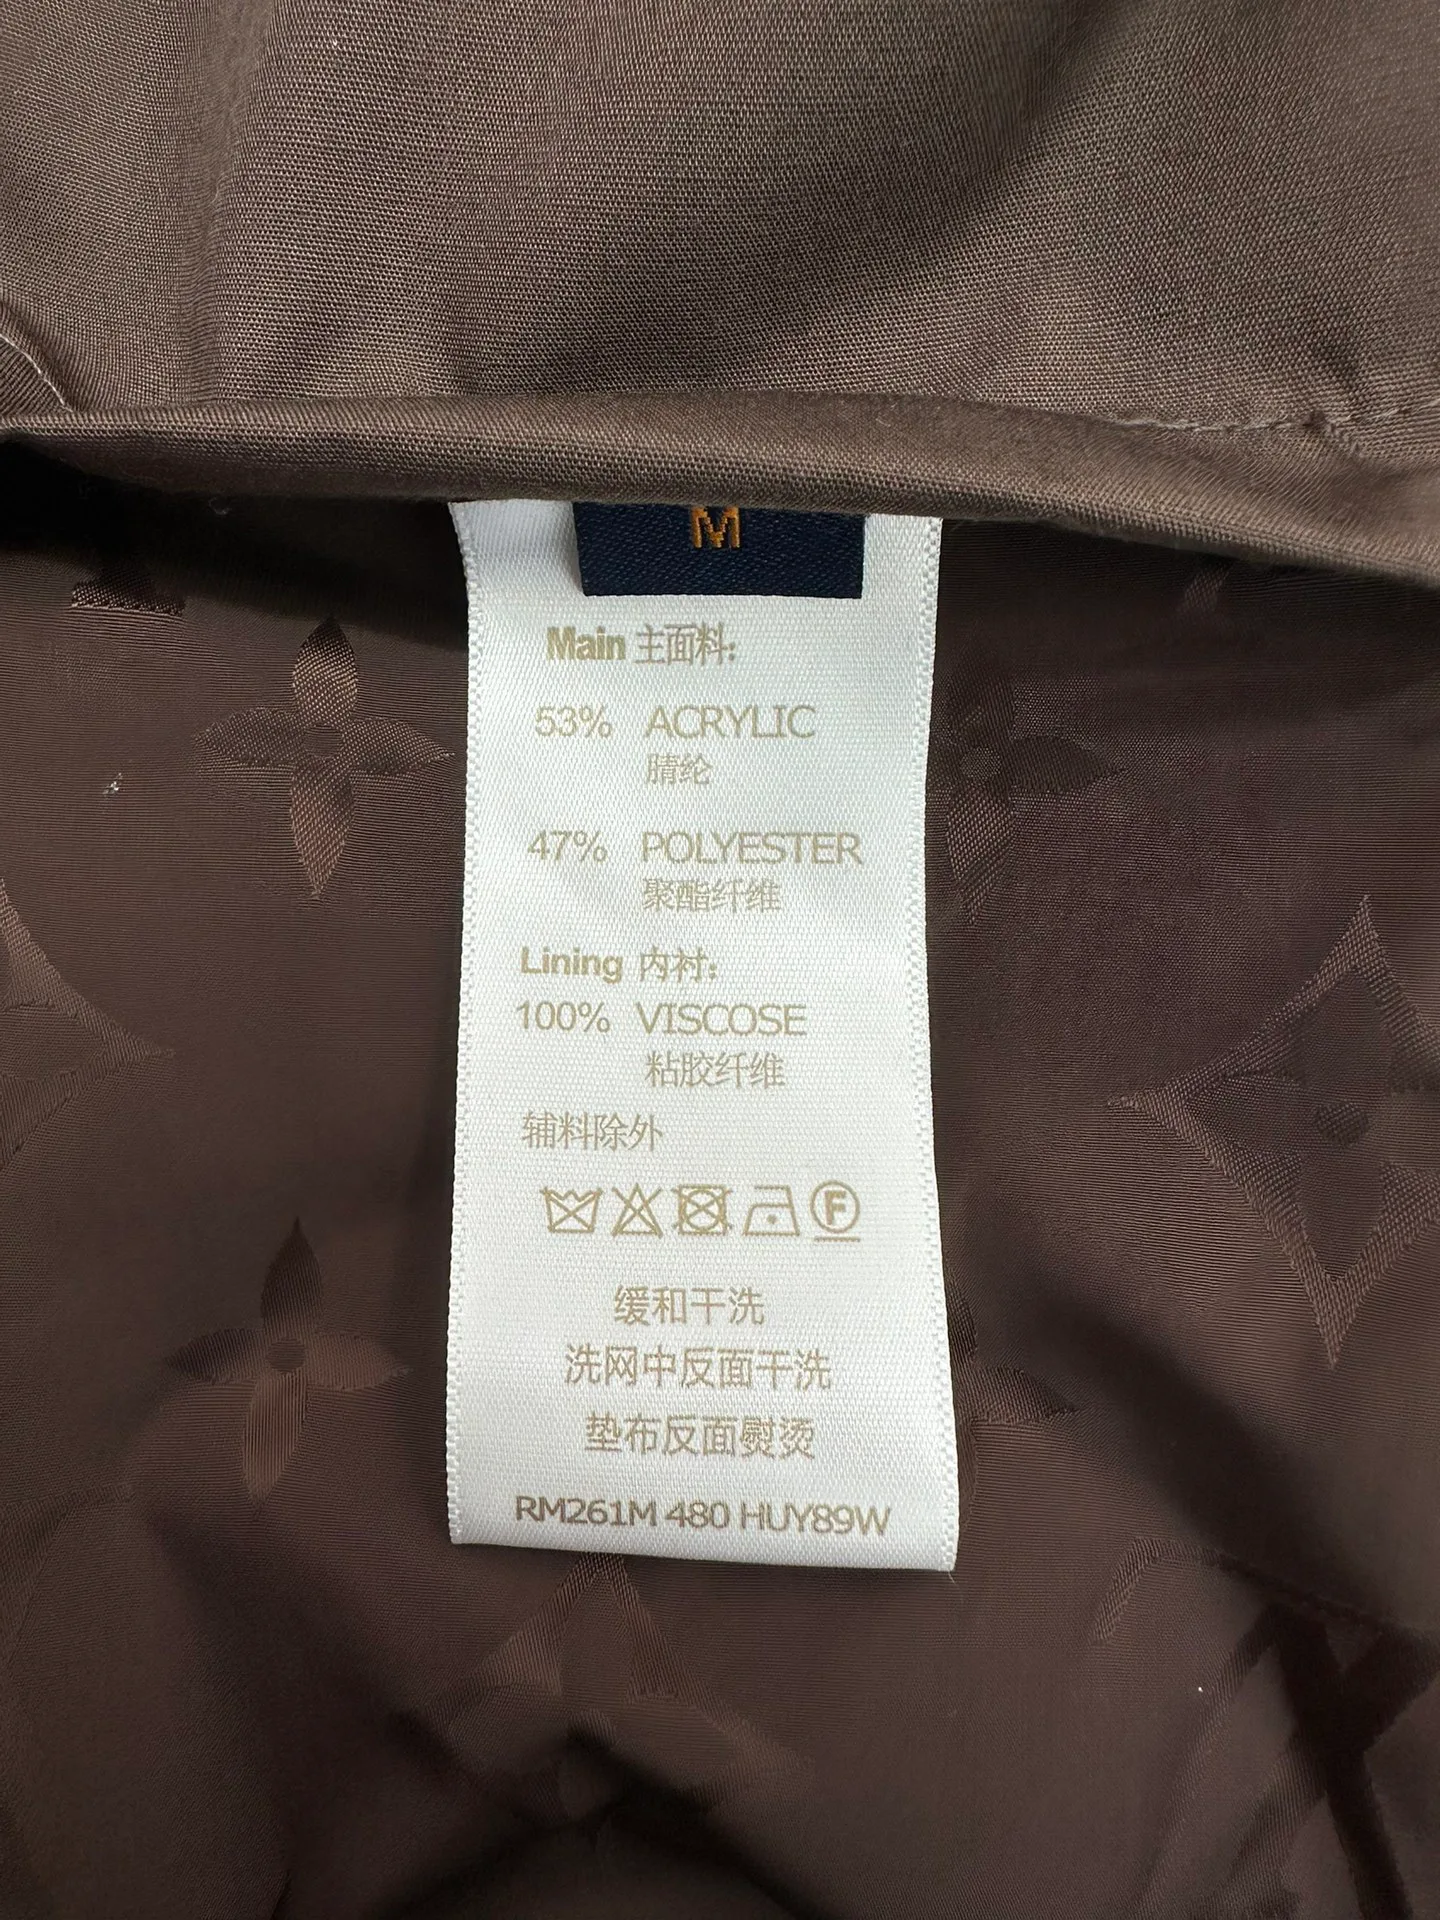 M
Main 主面料:
53% ACRYLIC
腈纶
47% POLYESTER
聚酯纤维
Lining 内衬:
100% VISCOSE
粘胶纤维
辅料除外
F
缓和干洗
洗网中反面干洗
垫布反面熨烫
RM261M 480 HUY89W